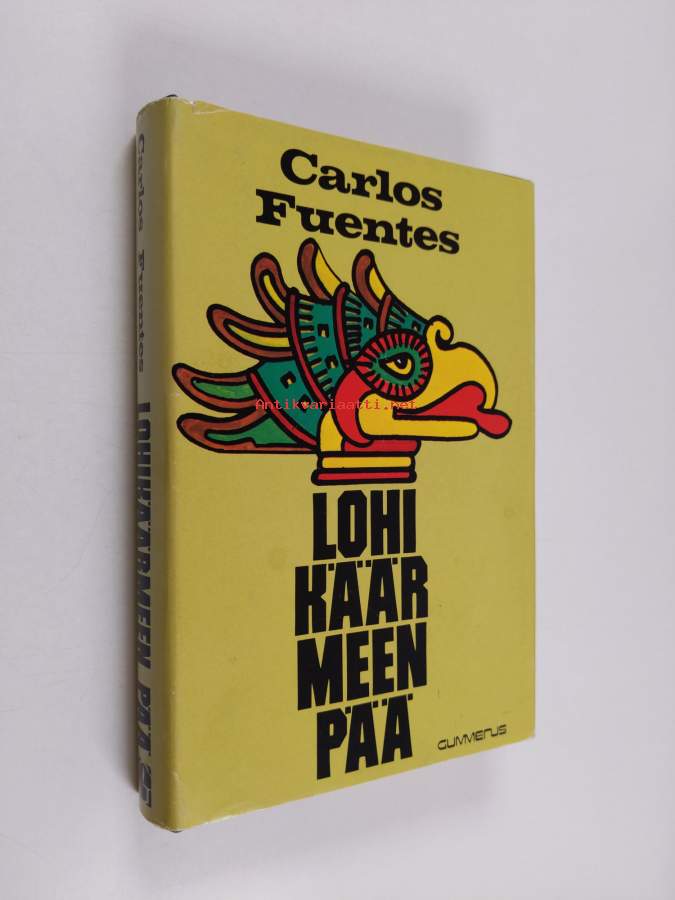 Carlos
Fuentes
Antikvariaatti.net
LOHI
KÄÄR
MEEN
PÄÄ
GUMMERUS
Carlos Fuentes LOHIKÄÄRMEEN PÄÄ